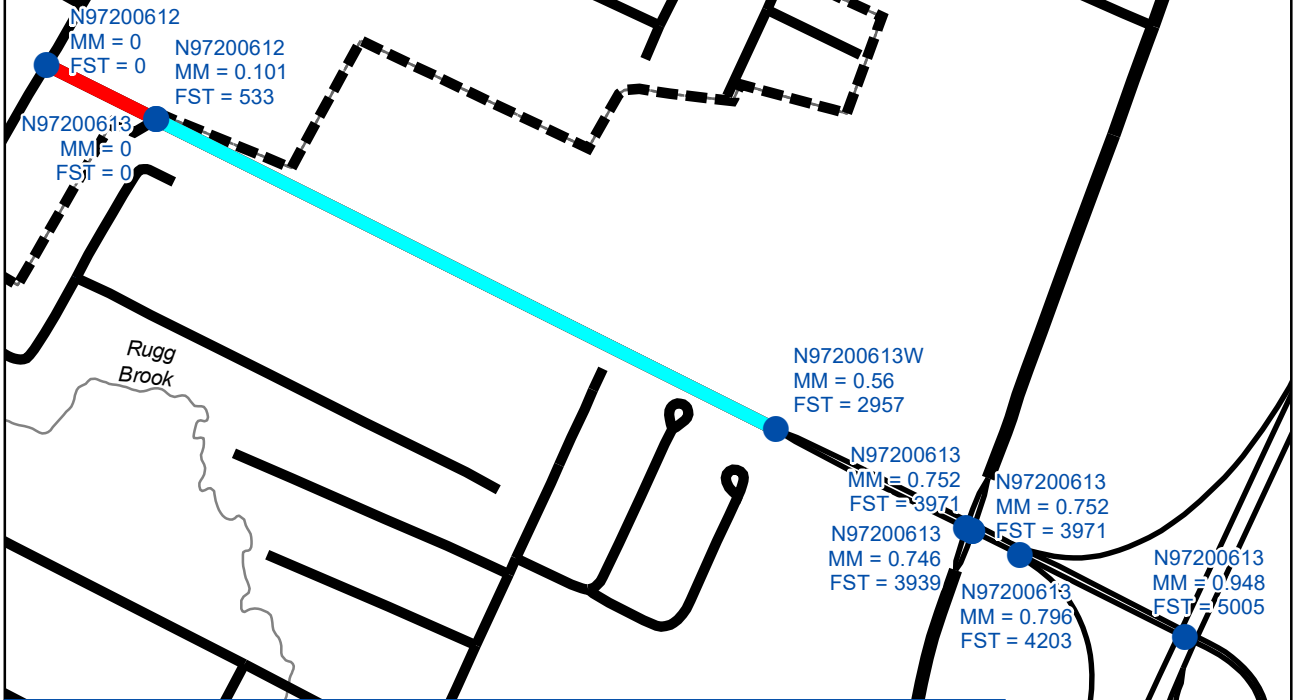 N97200612
MM = 0
FST = 0
N97200612
MM = 0.101
FST = 533
N97200613
MM = 0
FST = 0
Rugg
Brook
N97200613W
MM = 0.56
FST = 2957
N97200613
MM = 0.752
FST = 3971
N97200613
MM = 0.752
FST = 3971
N97200613
MM = 0.746
FST = 3939
N97200613
MM = 0.948
FST = 5005
N97200613
MM = 0.796
FST = 4203